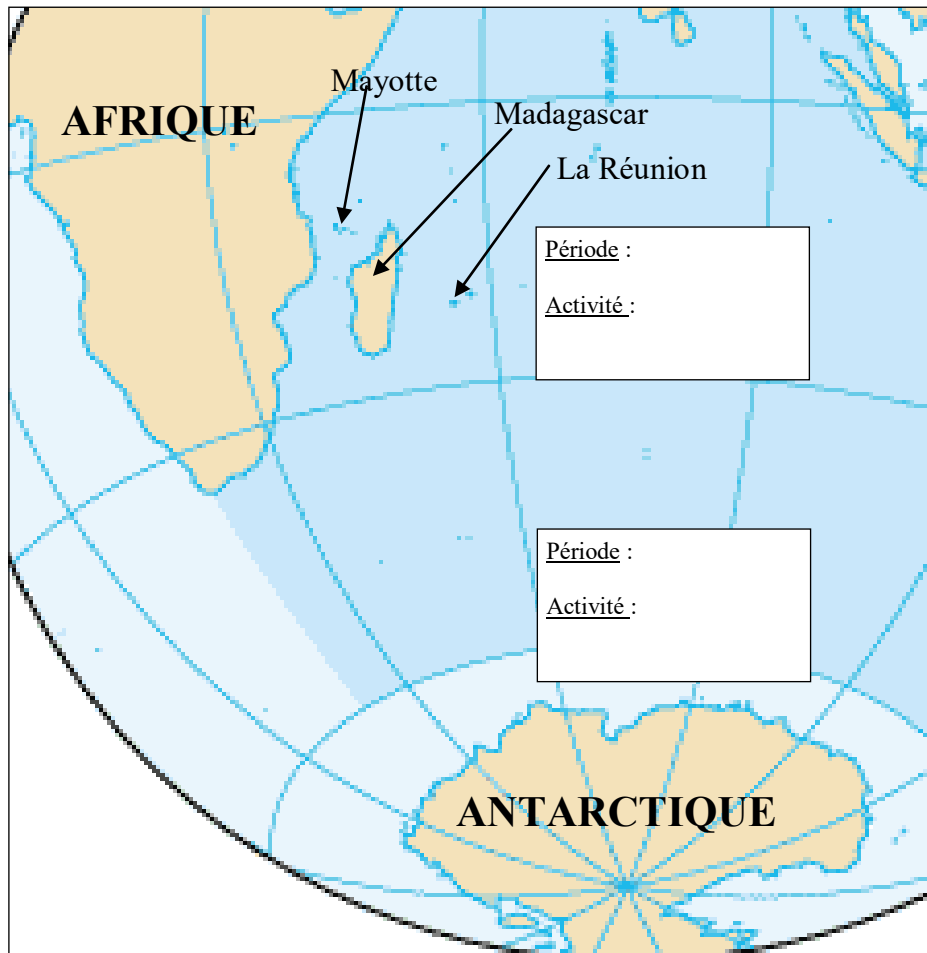 Mayotte
AFRIQUE
Madagascar
La Réunion
Période :
Activité :
Période :
Activité :
ANTARCTIQUE